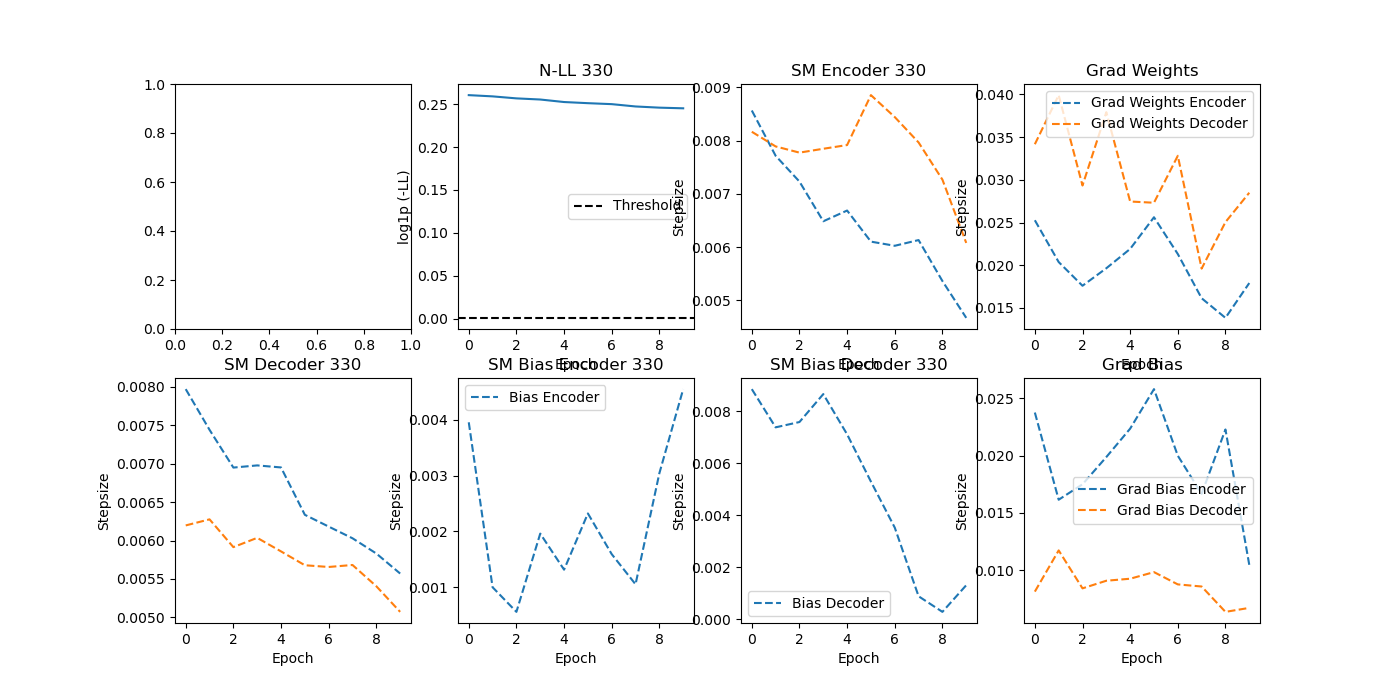 N-LL 330
SM Encoder 330
Grad Weights
1.0
0.8
0.6
0.4
0.2
0.0
0.0 0.2 0.4 0.6 0.8 1.0
log1p (-LL)
0.25
0.20
0.15
0.10
0.05
0.00
Threshold
0 2 4 6 8
Epoch
Stepsize
0.009
0.008
0.007
0.006
0.005
0 2 4 6 8
Epoch
Stepsize
0.040
0.035
0.030
0.025
0.020
0.015
Grad Weights Encoder
Grad Weights Decoder
0 2 4 6 8
Epoch
SM Decoder 330
SM Bias Encoder 330
SM Bias Decoder 330
Grad Bias
Stepsize
0.0080
0.0075
0.0070
0.0065
0.0060
0.0055
0.0050
0 2 4 6 8
Epoch
Stepsize
0.004
0.003
0.002
0.001
Bias Encoder
0 2 4 6 8
Epoch
Stepsize
0.008
0.006
0.004
0.002
0.000
Bias Decoder
0 2 4 6 8
Epoch
Stepsize
0.025
0.020
0.015
0.010
Grad Bias Encoder
Grad Bias Decoder
0 2 4 6 8
Epoch